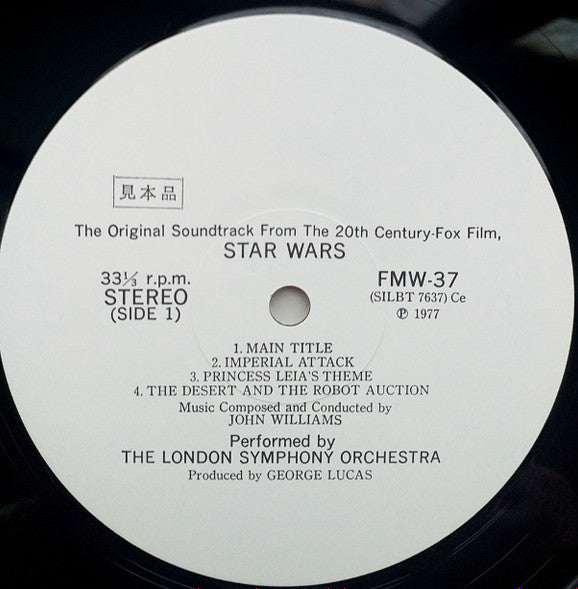 見本品
The Original Soundtrack From The 20th Century-Fox Film,
STAR WARS
33⅓ r.p.m.
STEREO
(SIDE 1)
FMW-37
(SILBT 7637) Ce
℗ 1977
1. MAIN TITLE
2. IMPERIAL ATTACK
3. PRINCESS LEIA'S THEME
4. THE DESERT AND THE ROBOT AUCTION
Music Composed and Conducted by
JOHN WILLIAMS
Performed by
THE LONDON SYMPHONY ORCHESTRA
Produced by GEORGE LUCAS